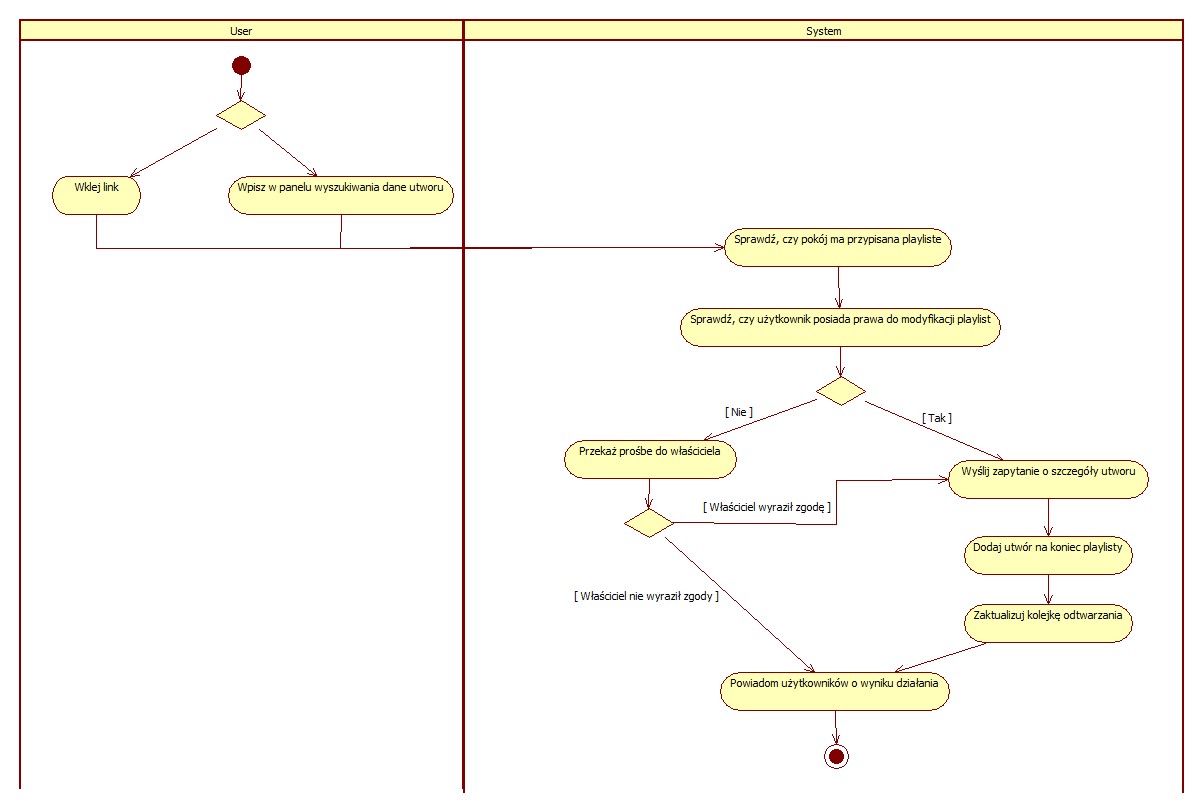 User
System
Wklej link
Wpisz w panelu wyszukiwania dane utworu
Sprawdź, czy pokój ma przypisana playliste
Sprawdź, czy użytkownik posiada prawa do modyfikacji playlist
[ Nie ]
[ Tak ]
Przekaż prośbe do właściciela
Wyślij zapytanie o szczegóły utworu
[ Właściciel wyraził zgodę ]
Dodaj utwór na koniec playlisty
[ Właściciel nie wyraził zgody ]
Zaktualizuj kolejkę odtwarzania
Powiadom użytkowników o wyniku działania